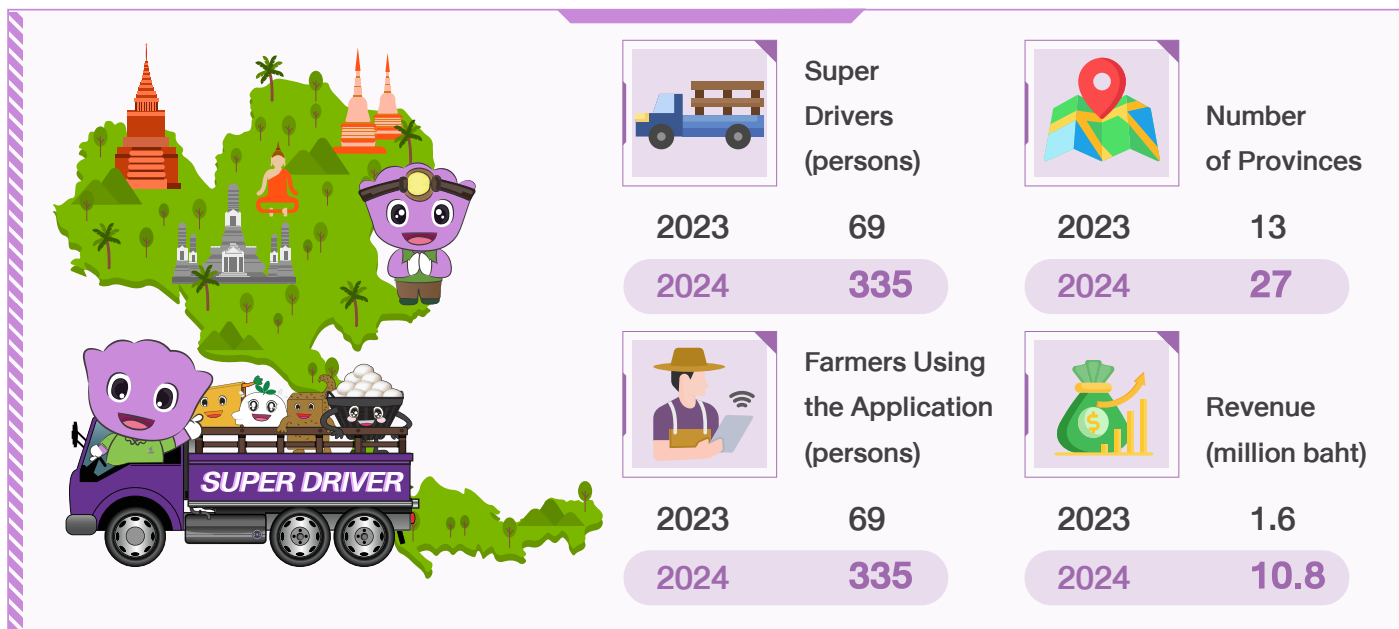 Super
Drivers
(persons)
2023 69
2024 335
Number
of Provinces
2023 13
2024 27
Farmers Using
the Application
(persons)
2023 69
2024 335
Revenue
(million baht)
2023 1.6
2024 10.8
SUPER DRIVER